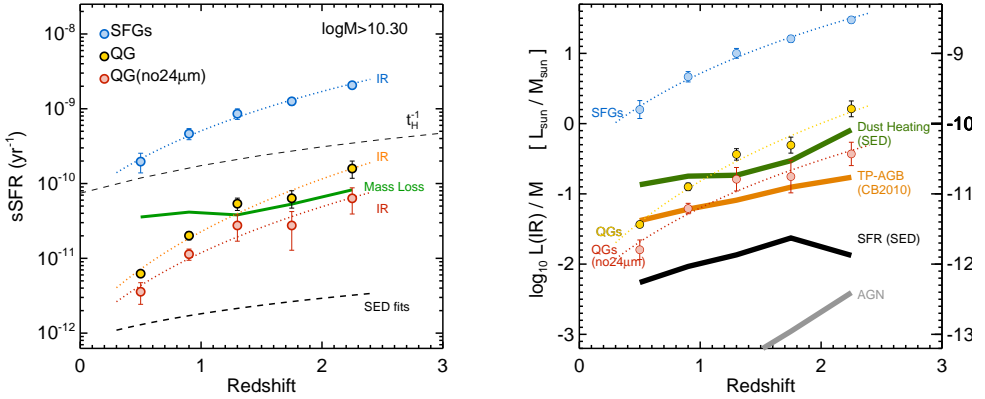 SFGs
QG
QG(no24μm)
logM>10.30
IR
t_H^-1
IR
Mass Loss
IR
SED fits
sSFR (yr⁻¹)
10⁻⁸
10⁻⁹
10⁻¹⁰
10⁻¹¹
10⁻¹²
0 1 2 3
Redshift
log₁₀ L(IR) / M [ L_sun / M_sun ]
1
0
-1
-2
-3
SFGs
QGs
QGs
(no24μm)
Dust Heating
(SED)
TP-AGB
(CB2010)
SFR (SED)
AGN
-9
-10
-11
-12
-13
0 1 2 3
Redshift